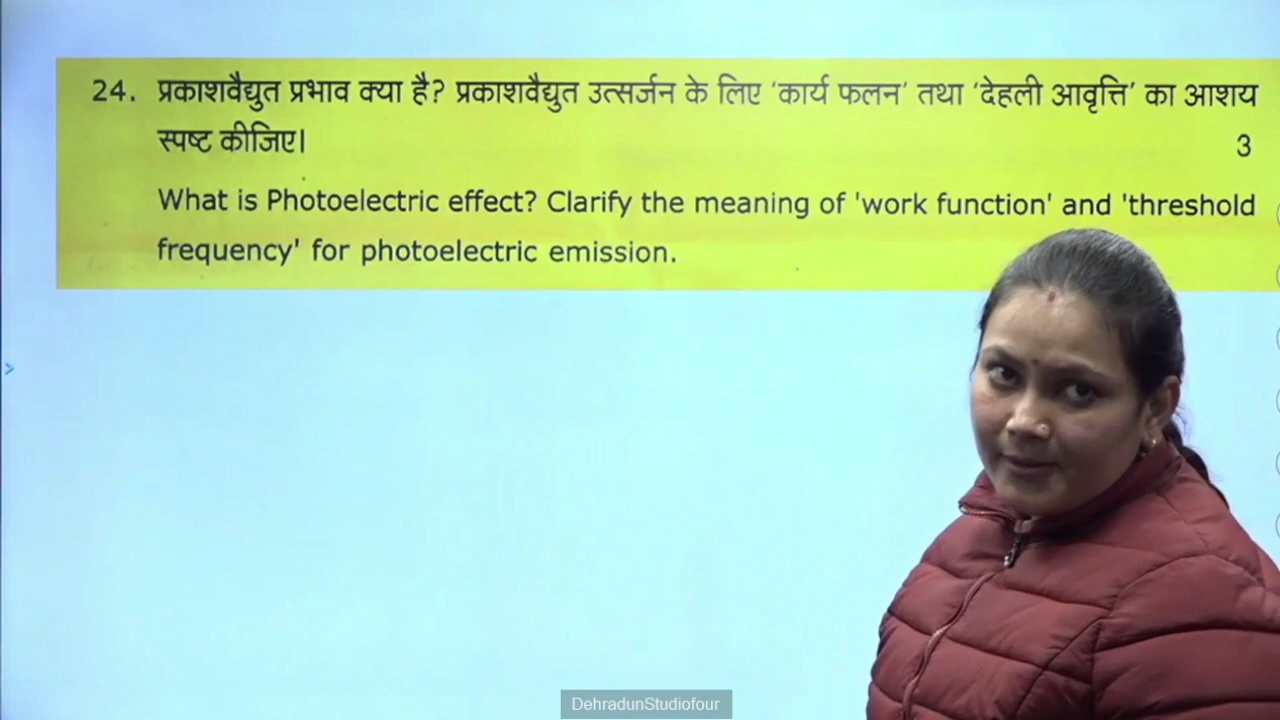 24. प्रकाशवैद्युत प्रभाव क्या है? प्रकाशवैद्युत उत्सर्जन के लिए 'कार्य फलन' तथा 'देहली आवृत्ति' का आशय
स्पष्ट कीजिए। 3
What is Photoelectric effect? Clarify the meaning of 'work function' and 'threshold
frequency' for photoelectric emission.
DehradunStudiofour